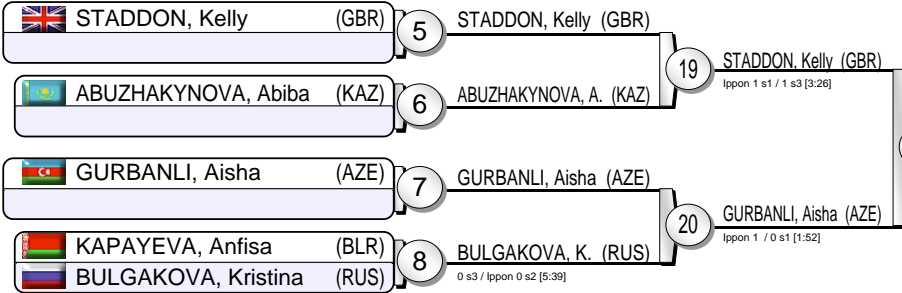 STADDON, Kelly (GBR)
5
STADDON, Kelly (GBR)
19
STADDON, Kelly (GBR)
Ippon 1 s1 / 1 s3 [3:26]
ABUZHAKYNOVA, Abiba (KAZ)
6
ABUZHAKYNOVA, A. (KAZ)
GURBANLI, Aisha (AZE)
7
GURBANLI, Aisha (AZE)
20
GURBANLI, Aisha (AZE)
Ippon 1 / 0 s1 [1:52]
KAPAYEVA, Anfisa (BLR)
8
BULGAKOVA, K. (RUS)
0 s3 / Ippon 0 s2 [5:39]
BULGAKOVA, Kristina (RUS)